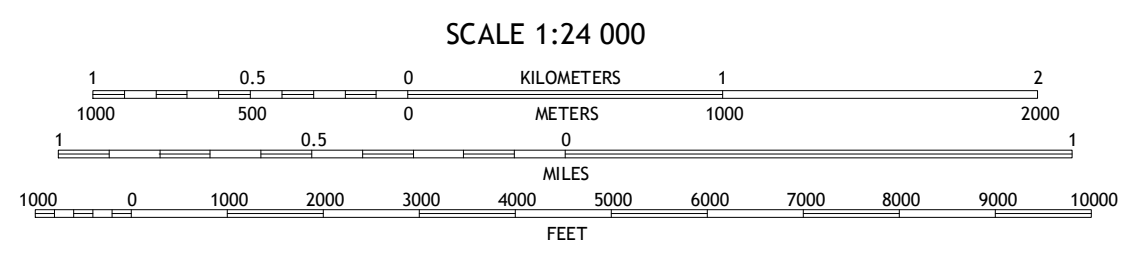 SCALE 1:24 000
1 0.5 0 KILOMETERS 1 2
1000 500 0 METERS 1000 2000
1 0.5 0 1
MILES
1000 0 1000 2000 3000 4000 5000 6000 7000 8000 9000 10000
FEET